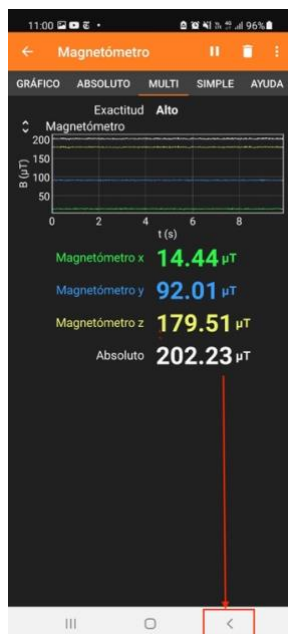 11:00 96%
Magnetómetro
GRÁFICO ABSOLUTO MULTI SIMPLE AYUDA
Exactitud Alto
Magnetómetro
B (µT)
200
150
100
50
0 2 4 6 8
t (s)
Magnetómetro x 14.44 µT
Magnetómetro y 92.01 µT
Magnetómetro z 179.51 µT
Absoluto 202.23 µT